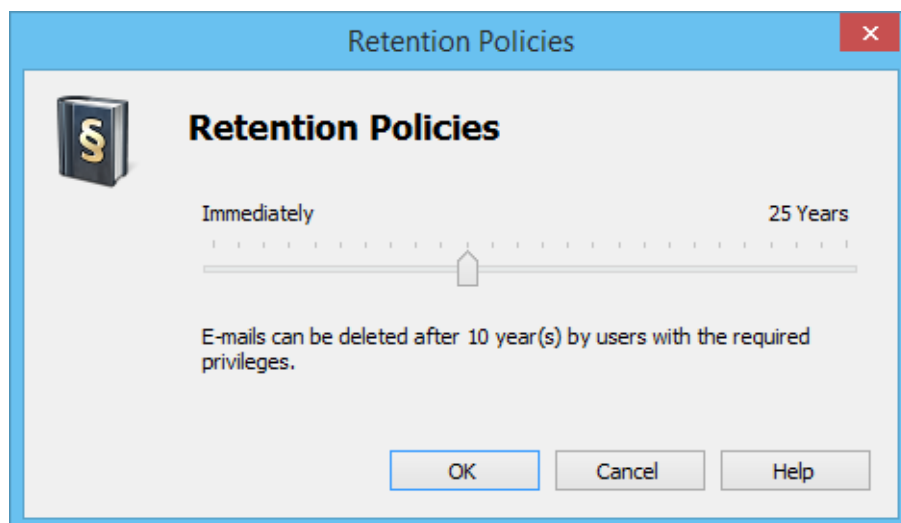 Retention Policies
§
Retention Policies
Immediately 25 Years
E-mails can be deleted after 10 year(s) by users with the required
privileges.
OK Cancel Help